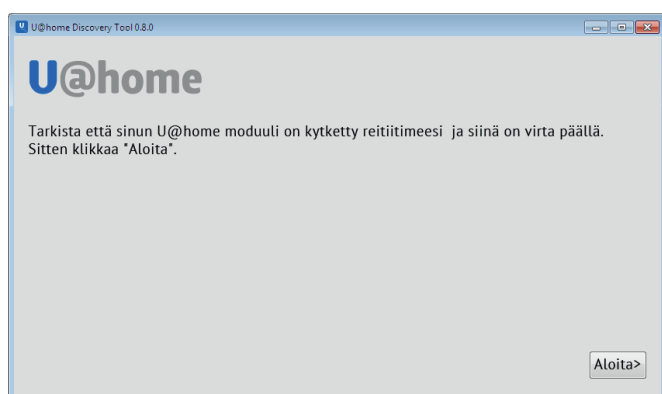 U@home Discovery Tool 0.8.0
U@home
Tarkista että sinun U@home moduuli on kytketty reitiitimeesi ja siinä on virta päällä.
Sitten klikkaa "Aloita".
Aloita>